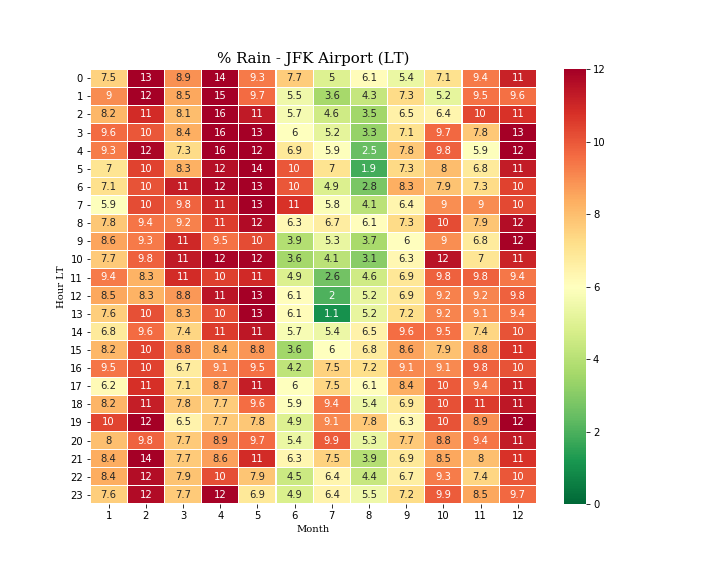 % Rain - JFK Airport (LT)
0 7.5 13 8.9 14 9.3 7.7 5 6.1 5.4 7.1 9.4 11
1 9 12 8.5 15 9.7 5.5 3.6 4.3 7.3 5.2 9.5 9.6
2 8.2 11 8.1 16 11 5.7 4.6 3.5 6.5 6.4 10 11
3 9.6 10 8.4 16 13 6 5.2 3.3 7.1 9.7 7.8 13
4 9.3 12 7.3 16 12 6.9 5.9 2.5 7.8 9.8 5.9 12
5 7 10 8.3 12 14 10 7 1.9 7.3 8 6.8 11
6 7.1 10 11 12 13 10 4.9 2.8 8.3 7.9 7.3 10
7 5.9 10 9.8 11 13 11 5.8 4.1 6.4 9 9 10
8 7.8 9.4 9.2 11 12 6.3 6.7 6.1 7.3 10 7.9 12
9 8.6 9.3 11 9.5 10 3.9 5.3 3.7 6 9 6.8 12
10 7.7 9.8 11 12 12 3.6 4.1 3.1 6.3 12 7 11
11 9.4 8.3 11 10 11 4.9 2.6 4.6 6.9 9.8 9.8 9.4
12 8.5 8.3 8.8 11 13 6.1 2 5.2 6.9 9.2 9.2 9.8
13 7.6 10 8.3 10 13 6.1 1.1 5.2 7.2 9.2 9.1 9.4
14 6.8 9.6 7.4 11 11 5.7 5.4 6.5 9.6 9.5 7.4 10
15 8.2 10 8.8 8.4 8.8 3.6 6 6.8 8.6 7.9 8.8 11
16 9.5 10 6.7 9.1 9.5 4.2 7.5 7.2 9.1 9.1 9.8 10
17 6.2 11 7.1 8.7 11 6 7.5 6.1 8.4 10 9.4 11
18 8.2 11 7.8 7.7 9.6 5.9 9.4 5.4 6.9 10 11 11
19 10 12 6.5 7.7 7.8 4.9 9.1 7.8 6.3 10 8.9 12
20 8 9.8 7.7 8.9 9.7 5.4 9.9 5.3 7.7 8.8 9.4 11
21 8.4 14 7.7 8.6 11 6.3 7.5 3.9 6.9 8.5 8 11
22 8.4 12 7.9 10 7.9 4.5 6.4 4.4 6.7 9.3 7.4 10
23 7.6 12 7.7 12 6.9 4.9 6.4 5.5 7.2 9.9 8.5 9.7
1 2 3 4 5 6 7 8 9 10 11 12
Month
Hour LT
12
10
8
6
4
2
0